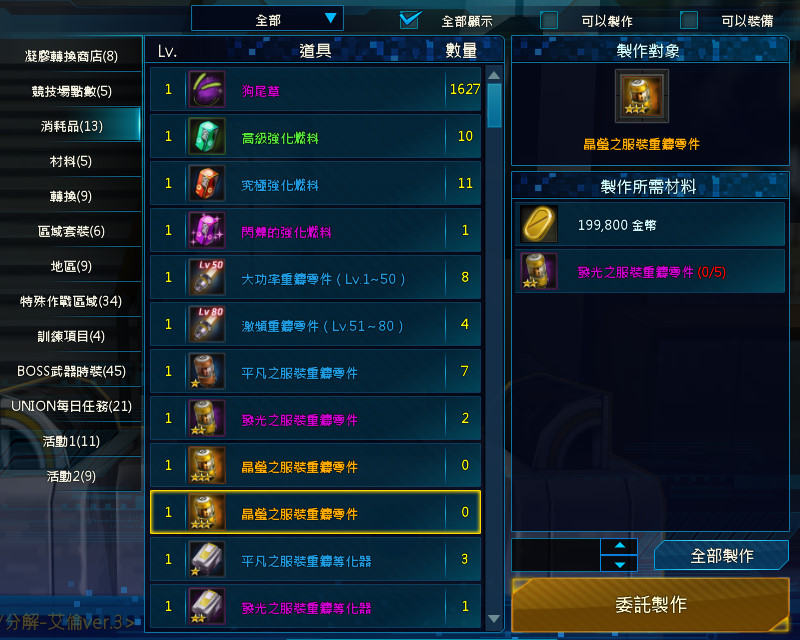 全部
全部顯示
可以製作
可以裝備
凝膠轉換商店(8)
競技場點數(5)
消耗品(13)
材料(5)
轉換(9)
區域套裝(6)
地區(9)
特殊作戰區域(34)
訓練項目(4)
BOSS武器時裝(45)
UNION每日任務(21)
活動1(11)
活動2(9)
/分解-艾倫ver.3>
Lv. 道具 數量
1 狗尾草 1627
1 高級強化燃料 10
1 究極強化燃料 11
1 閃爍的強化燃料 1
1 Lv 50 大功率重鑄零件 ( Lv.1~50 ) 8
1 Lv 80 激頻重鑄零件 ( Lv.51~80 ) 4
1 平凡之服裝重鑄零件 7
1 發光之服裝重鑄零件 2
1 晶瑩之服裝重鑄零件 0
1 晶瑩之服裝重鑄零件 0
1 平凡之服裝重鑄等化器 3
1 發光之服裝重鑄等化器 1
製作對象
晶瑩之服裝重鑄零件
製作所需材料
199,800 金幣
發光之服裝重鑄零件 (0/5)
全部製作
委託製作